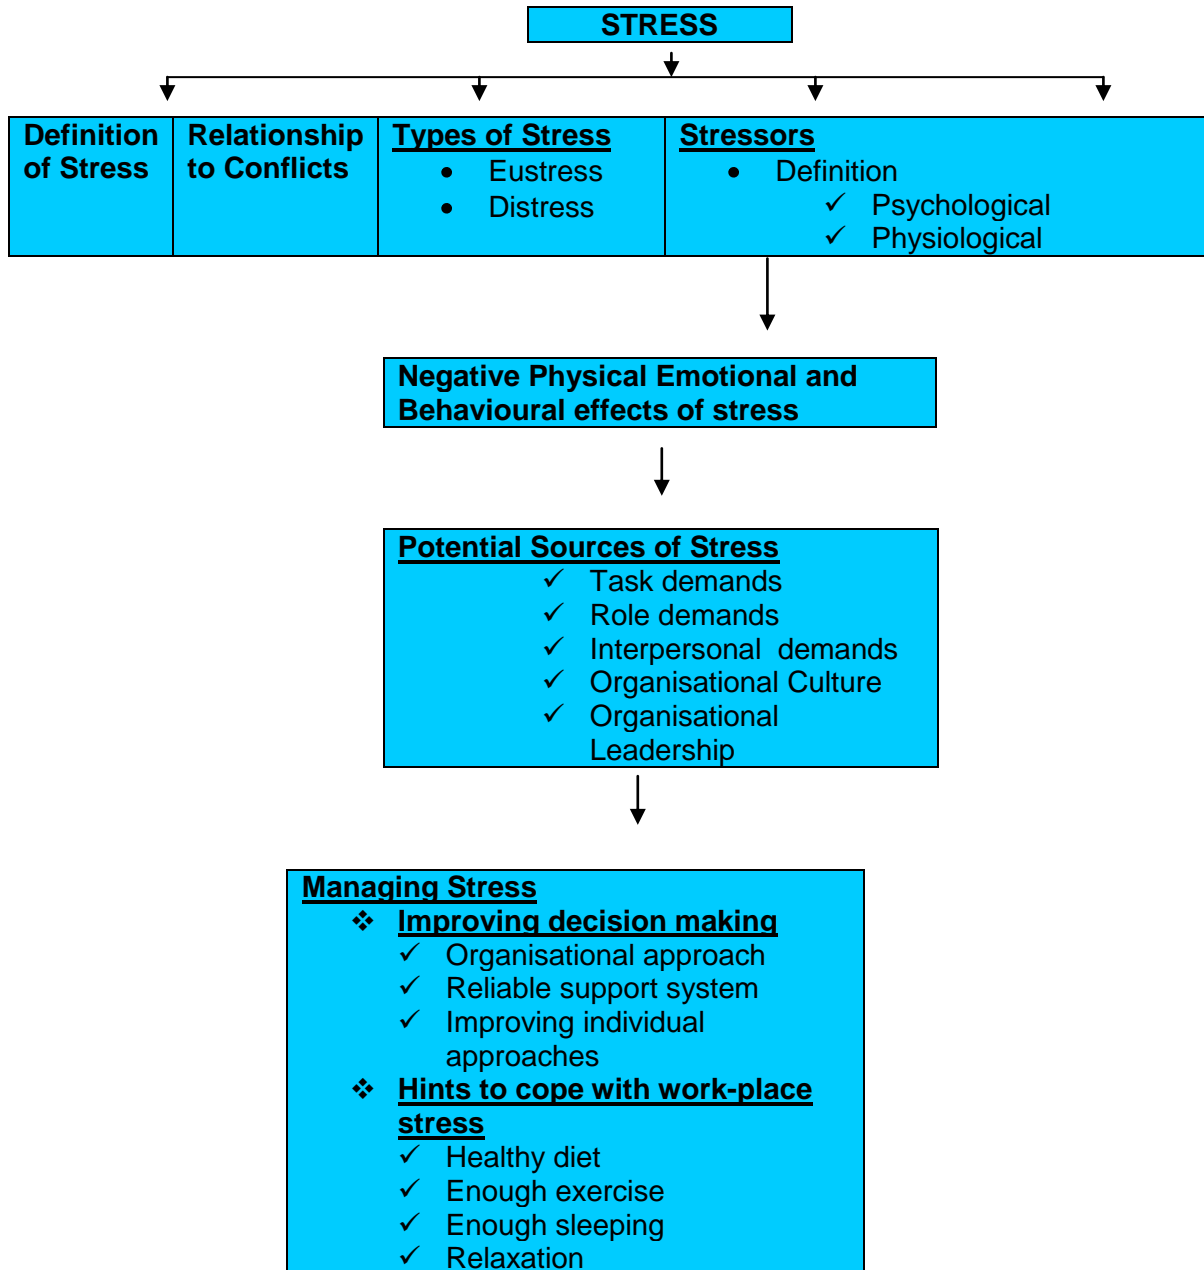 STRESS
Definition
of Stress
Relationship
to Conflicts
Types of Stress
• Eustress
• Distress
Stressors
• Definition
✓ Psychological
✓ Physiological
Negative Physical Emotional and
Behavioural effects of stress
Potential Sources of Stress
✓ Task demands
✓ Role demands
✓ Interpersonal demands
✓ Organisational Culture
✓ Organisational
Leadership
Managing Stress
❖ Improving decision making
✓ Organisational approach
✓ Reliable support system
✓ Improving individual
approaches
❖ Hints to cope with work-place
stress
✓ Healthy diet
✓ Enough exercise
✓ Enough sleeping
✓ Relaxation